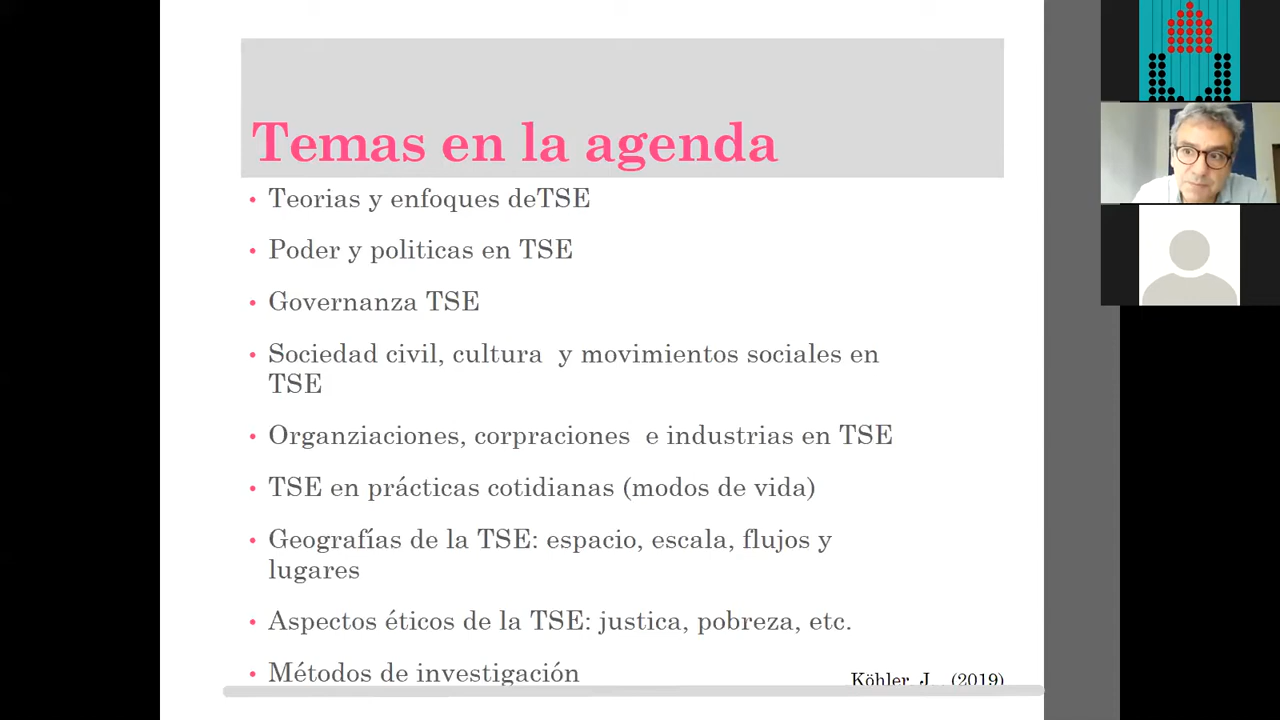 Temas en la agenda
• Teorias y enfoques deTSE
• Poder y politicas en TSE
• Governanza TSE
• Sociedad civil, cultura y movimientos sociales en
TSE
• Organziaciones, corpraciones e industrias en TSE
• TSE en prácticas cotidianas (modos de vida)
• Geografías de la TSE: espacio, escala, flujos y
lugares
• Aspectos éticos de la TSE: justica, pobreza, etc.
• Métodos de investigación
Köhler, J., (2019)